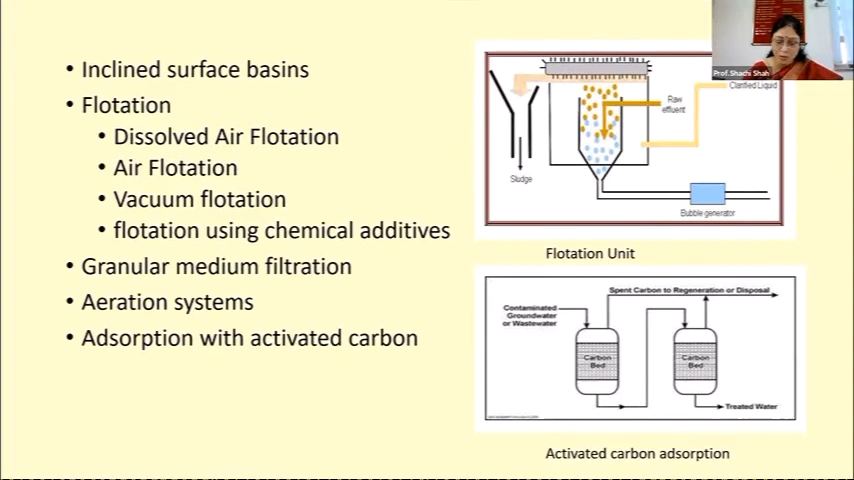 • Inclined surface basins
• Flotation
• Dissolved Air Flotation
• Air Flotation
• Vacuum flotation
• flotation using chemical additives
• Granular medium filtration
• Aeration systems
• Adsorption with activated carbon
Prof.Shachi Shah
Clarified Liquid
Raw
effluent
Sludge
Bubble generator
Flotation Unit
Spent Carbon to Regeneration or Disposal
Contaminated
Groundwater
or Wastewater
Carbon
Bed
Carbon
Bed
Treated Water
Activated carbon adsorption